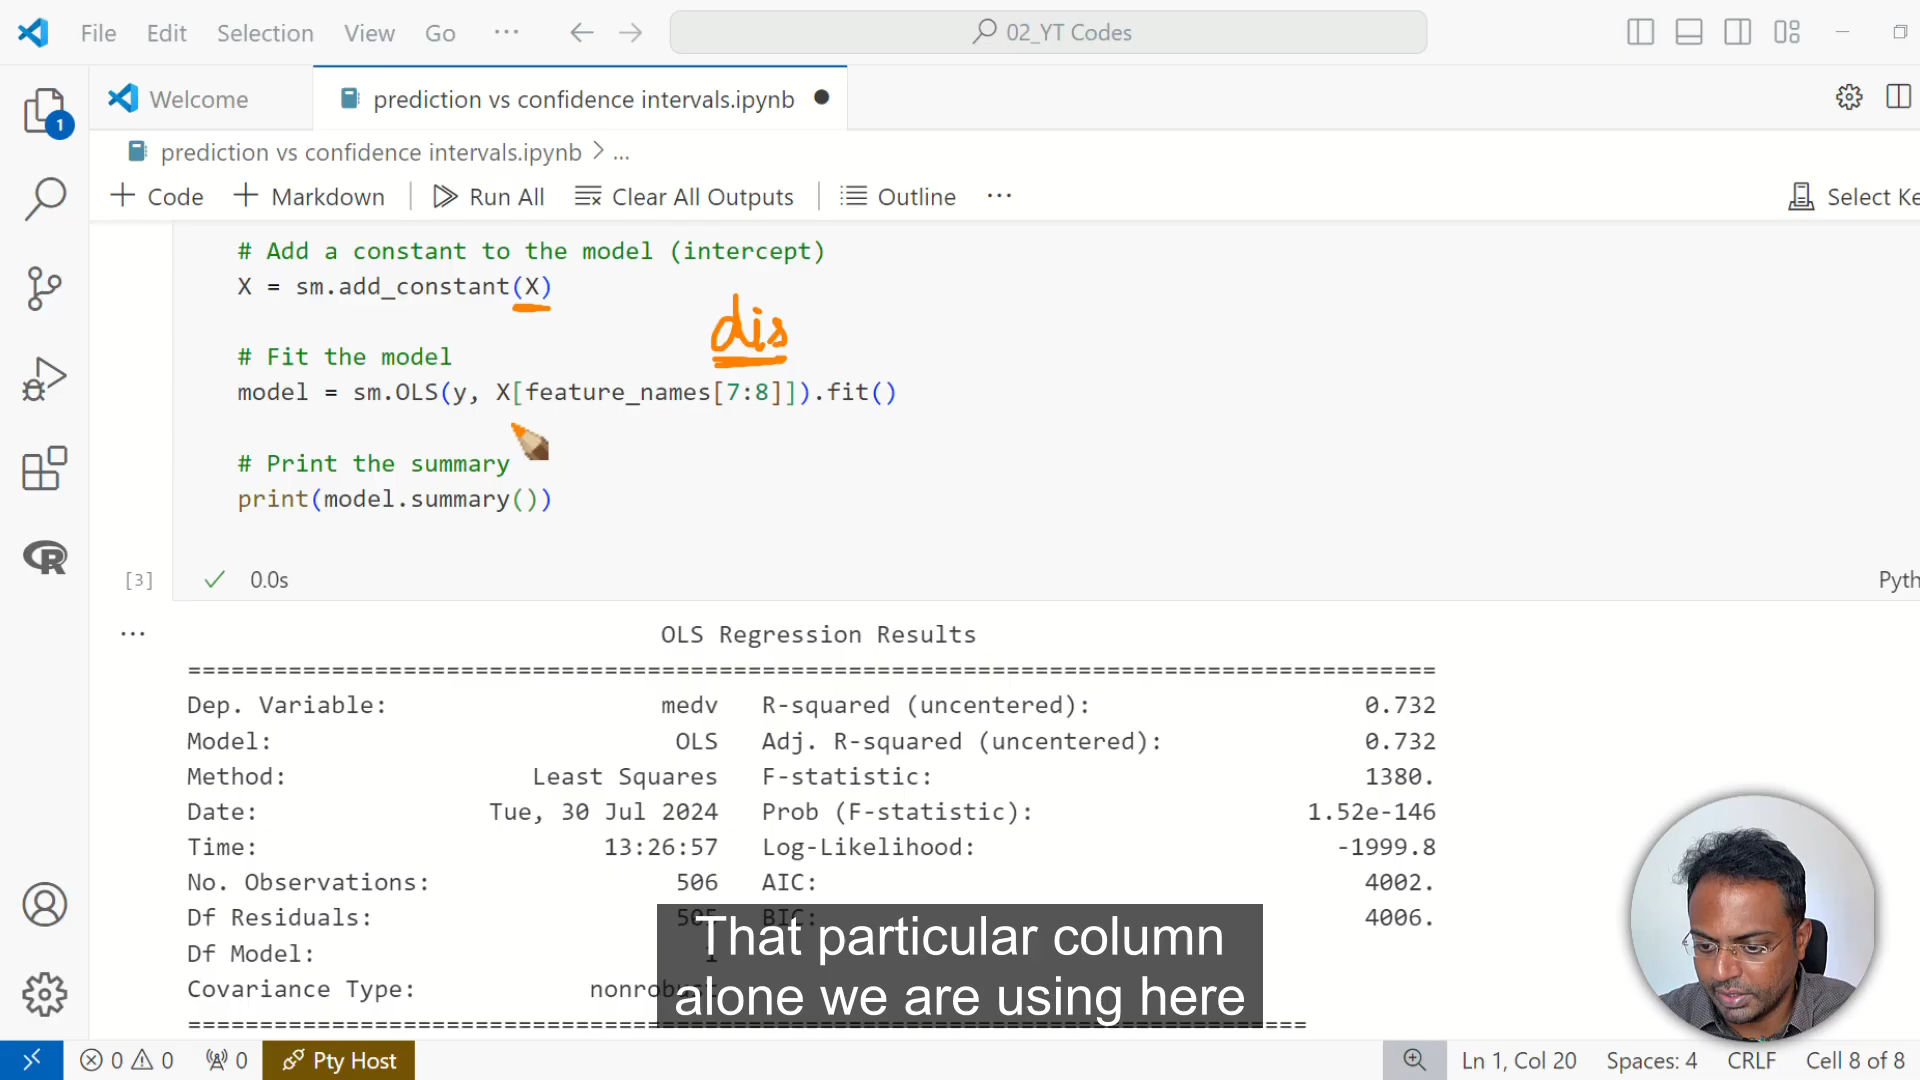 File Edit Selection View Go ... 02_YT Codes
Welcome prediction vs confidence intervals.ipynb
1
prediction vs confidence intervals.ipynb > ...
+ Code + Markdown Run All Clear All Outputs Outline ... Select Ke
# Add a constant to the model (intercept)
X = sm.add_constant(X)
dis
# Fit the model
model = sm.OLS(y, X[feature_names[7:8]]).fit()
# Print the summary
print(model.summary())
[3] 0.0s Pyth
... OLS Regression Results
==============================================================================
Dep. Variable: medv R-squared (uncentered): 0.732
Model: OLS Adj. R-squared (uncentered): 0.732
Method: Least Squares F-statistic: 1380.
Date: Tue, 30 Jul 2024 Prob (F-statistic): 1.52e-146
Time: 13:26:57 Log-Likelihood: -1999.8
No. Observations: 506 AIC: 4002.
Df Residuals: 505 BIC: 4006.
Df Model: 1
Covariance Type: nonrobust
==============================================================================
That particular column
alone we are using here
0 0 0 Pty Host Ln 1, Col 20 Spaces: 4 CRLF Cell 8 of 8